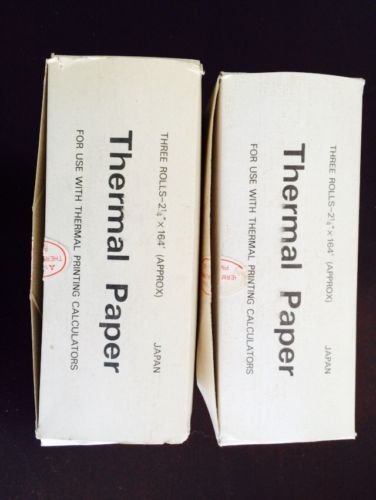 THREE ROLLS-2¼"×164' (APPROX) JAPAN
Thermal Paper
FOR USE WITH THERMAL PRINTING CALCULATORS
THREE ROLLS-2¼"×164' (APPROX) JAPAN
Thermal Paper
FOR USE WITH THERMAL PRINTING CALCULATORS